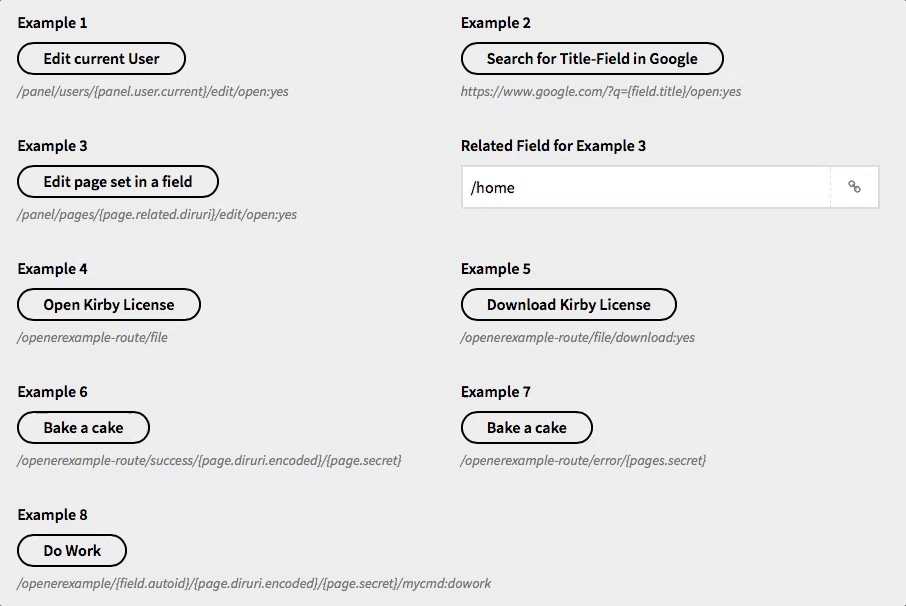 Example 1
Edit current User
/panel/users/{panel.user.current}/edit/open:yes
Example 2
Search for Title-Field in Google
https://www.google.com/?q={field.title}/open:yes
Example 3
Edit page set in a field
/panel/pages/{page.related.diruri}/edit/open:yes
Related Field for Example 3
/home
Example 4
Open Kirby License
/openerexample-route/file
Example 5
Download Kirby License
/openerexample-route/file/download:yes
Example 6
Bake a cake
/openerexample-route/success/{page.diruri.encoded}/{page.secret}
Example 7
Bake a cake
/openerexample-route/error/{pages.secret}
Example 8
Do Work
/openerexample/{field.autoid}/{page.diruri.encoded}/{page.secret}/mycmd:dowork